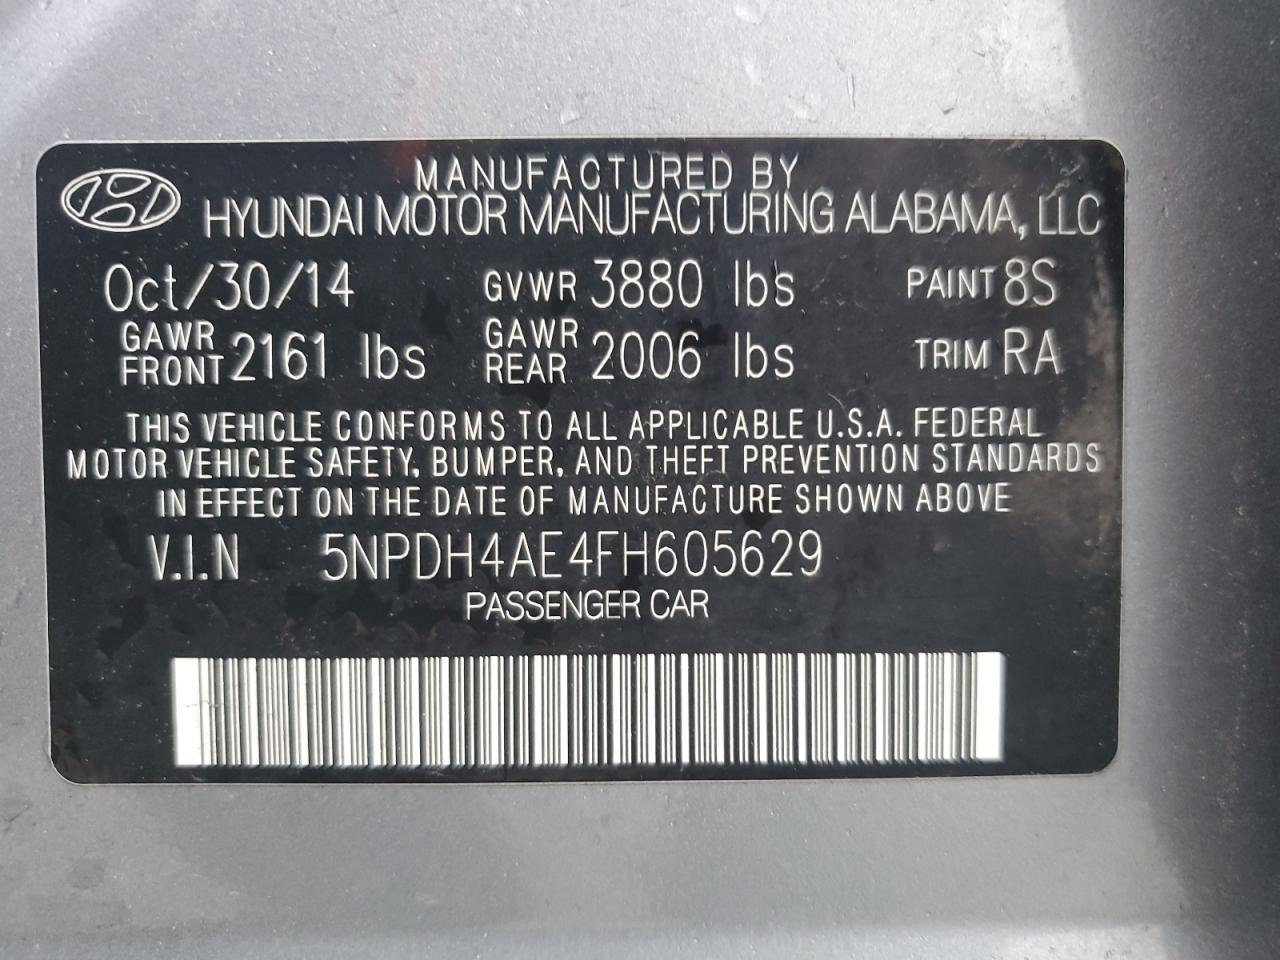 MANUFACTURED BY
HYUNDAI MOTOR MANUFACTURING ALABAMA, LLC
Oct/30/14 GVWR 3880 lbs PAINT 8S
GAWR FRONT 2161 lbs GAWR REAR 2006 lbs TRIM RA
THIS VEHICLE CONFORMS TO ALL APPLICABLE U.S.A. FEDERAL
MOTOR VEHICLE SAFETY, BUMPER, AND THEFT PREVENTION STANDARDS
IN EFFECT ON THE DATE OF MANUFACTURE SHOWN ABOVE
V.I.N 5NPDH4AE4FH605629
PASSENGER CAR